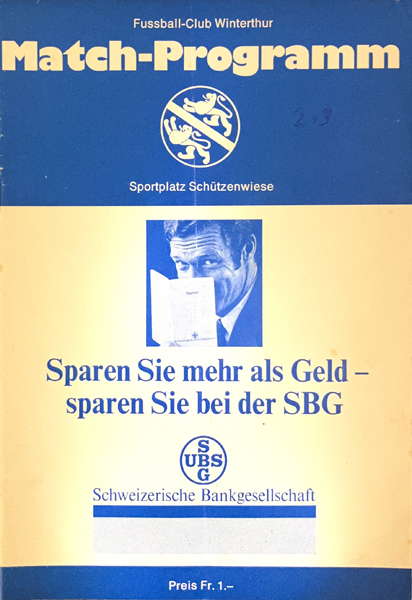 Fussball-Club Winterthur
Match-Programm
2-3
Sportplatz Schützenwiese
Sparen Sie mehr als Geld –
sparen Sie bei der SBG
S
UBS
G
Schweizerische Bankgesellschaft
Preis Fr. 1.–